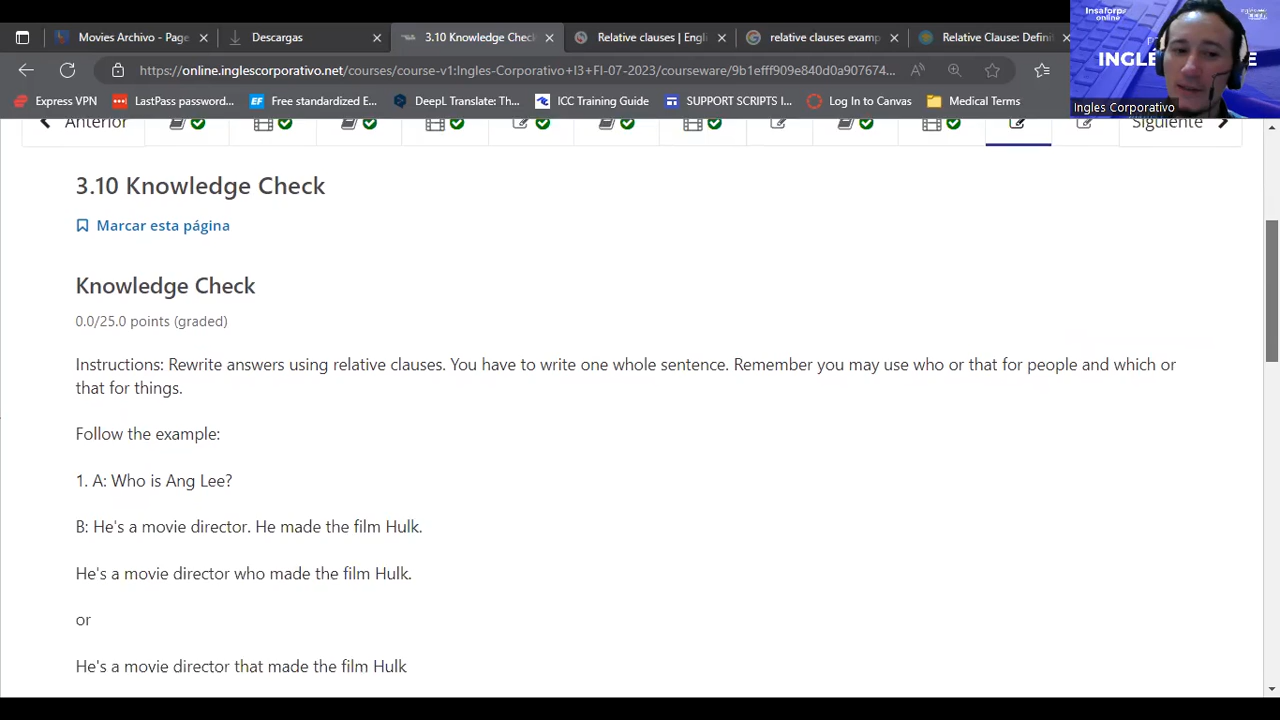 Movies Archivo - Page
Descargas
3.10 Knowledge Chec
Relative clauses | Engl
relative clauses examp
Relative Clause: Defini
Insaforp
online
INGLÉ
E
Ingles Corporativo
https://online.inglescorporativo.net/courses/course-v1:Ingles-Corporativo+I3+FI-07-2023/courseware/9b1efff909e840d0a907674...
Express VPN
LastPass password...
EF Free standardized E...
DeepL Translate: Th...
ICC Training Guide
SUPPORT SCRIPTS I...
Log In to Canvas
Medical Terms
Anterior
Siguiente
3.10 Knowledge Check
Marcar esta página
Knowledge Check
0.0/25.0 points (graded)
Instructions: Rewrite answers using relative clauses. You have to write one whole sentence. Remember you may use who or that for people and which or
that for things.
Follow the example:
1. A: Who is Ang Lee?
B: He's a movie director. He made the film Hulk.
He's a movie director who made the film Hulk.
or
He's a movie director that made the film Hulk